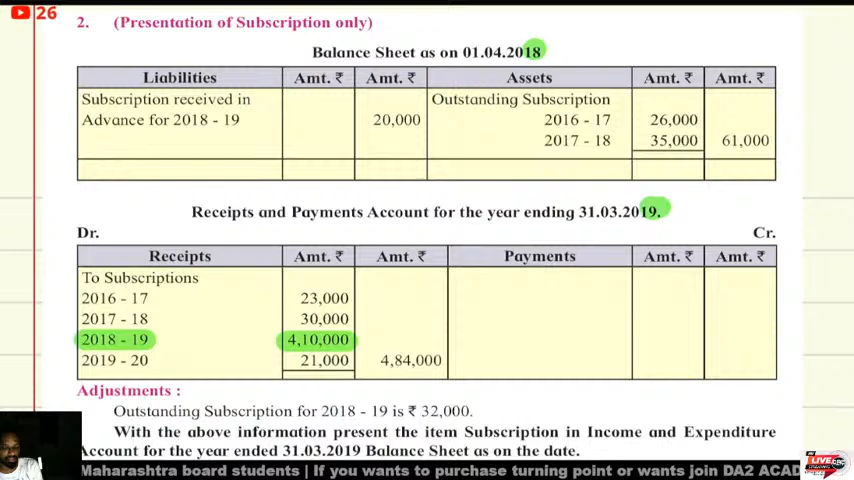 26
2. (Presentation of Subscription only)
Balance Sheet as on 01.04.2018
Liabilities Amt. ₹ Amt. ₹ Assets Amt. ₹ Amt. ₹
Subscription received in Outstanding Subscription
Advance for 2018 - 19 20,000 2016 - 17 26,000
2017 - 18 35,000 61,000
Receipts and Payments Account for the year ending 31.03.2019.
Dr. Cr.
Receipts Amt. ₹ Amt. ₹ Payments Amt. ₹ Amt. ₹
To Subscriptions
2016 - 17 23,000
2017 - 18 30,000
2018 - 19 4,10,000
2019 - 20 21,000 4,84,000
Adjustments :
Outstanding Subscription for 2018 - 19 is ₹ 32,000.
With the above information present the item Subscription in Income and Expenditure
Account for the year ended 31.03.2019 Balance Sheet as on the date.
Maharashtra board students | If you wants to purchase turning point or wants join DA2 ACAD
LIVE